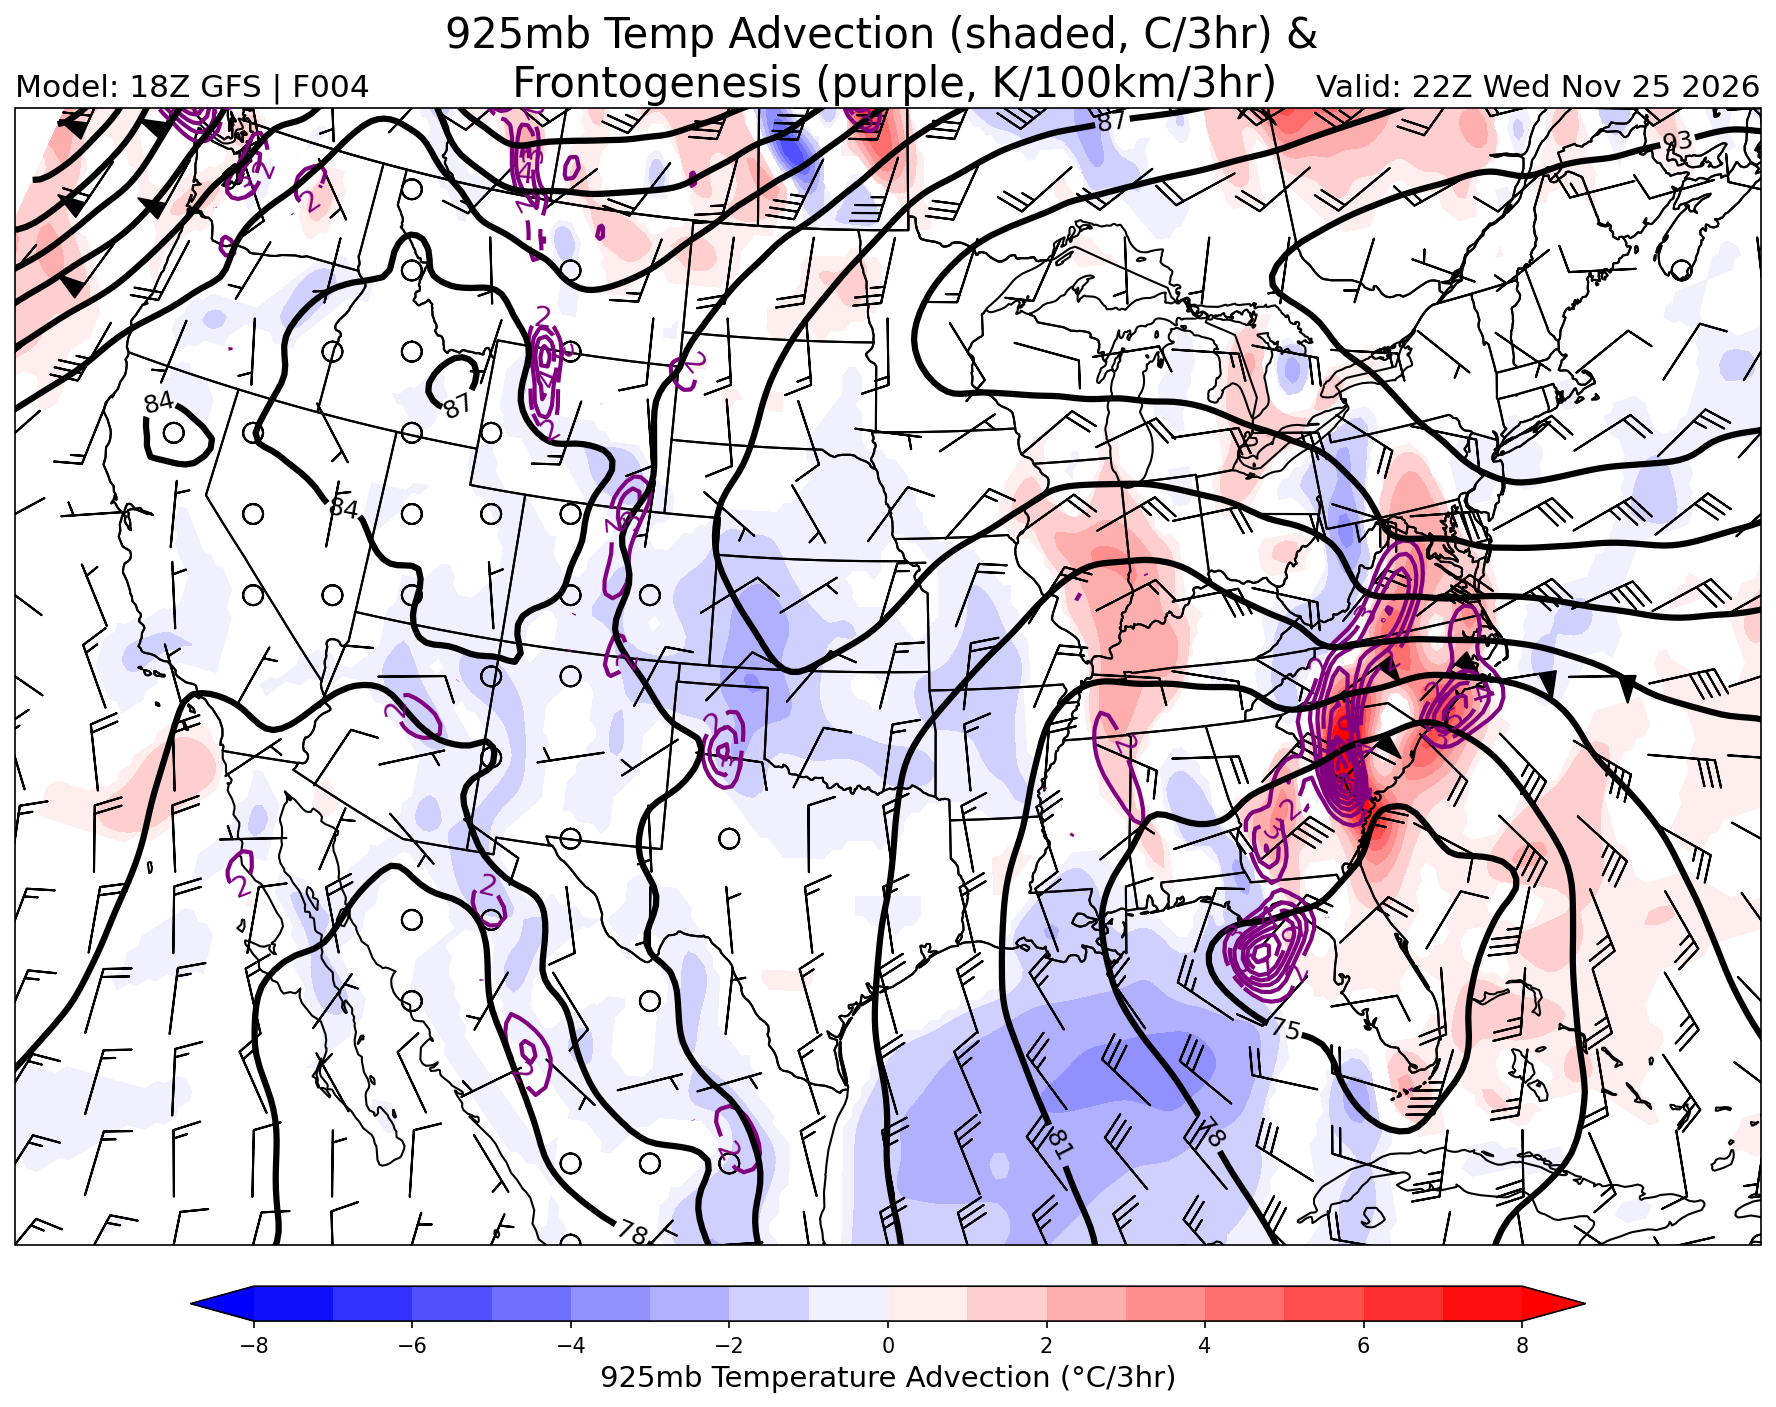 925mb Temp Advection (shaded, C/3hr) &
Model: 18Z GFS | F004
Frontogenesis (purple, K/100km/3hr)
Valid: 22Z Wed Nov 25 2026
87
93
84
87
84
75
81
78
78
−8 −6 −4 −2 0 2 4 6 8
925mb Temperature Advection (°C/3hr)